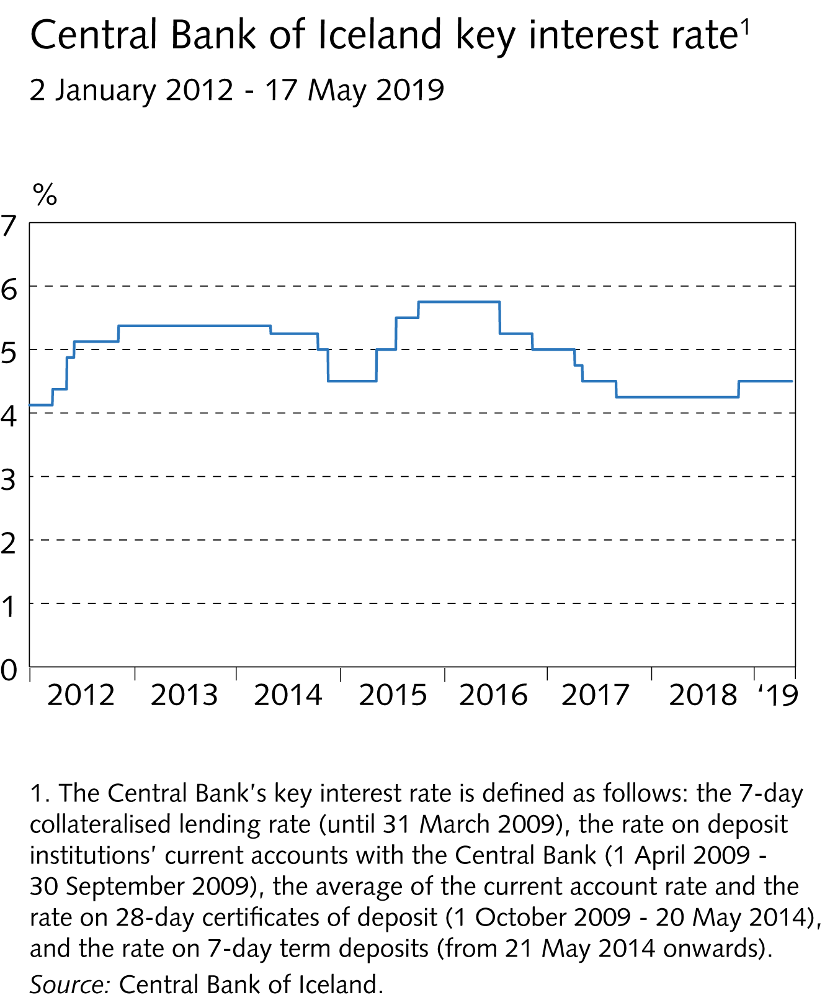 Central Bank of Iceland key interest rate¹
2 January 2012 - 17 May 2019
%
7
6
5
4
3
2
1
0
2012 2013 2014 2015 2016 2017 2018 ‘19
1. The Central Bank’s key interest rate is defined as follows: the 7-day
collateralised lending rate (until 31 March 2009), the rate on deposit
institutions’ current accounts with the Central Bank (1 April 2009 -
30 September 2009), the average of the current account rate and the
rate on 28-day certificates of deposit (1 October 2009 - 20 May 2014),
and the rate on 7-day term deposits (from 21 May 2014 onwards).
Source: Central Bank of Iceland.